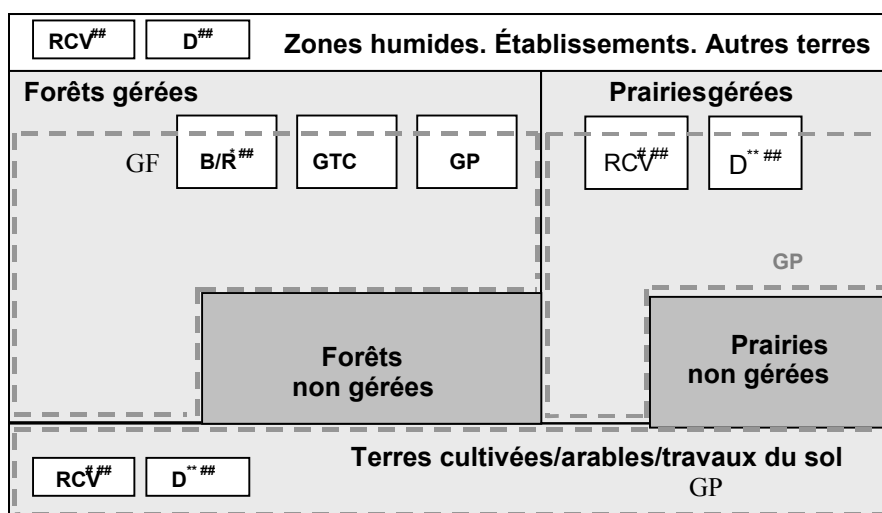 RCV## D## Zones humides. Établissements. Autres terres
Forêts gérées
Prairiesgérées
GF B/R* ## GTC GP
RCV# ## D** ##
GP
Forêts
non gérées
Prairies
non gérées
Terres cultivées/arables/travaux du sol
RCV# ## D** ##
GP